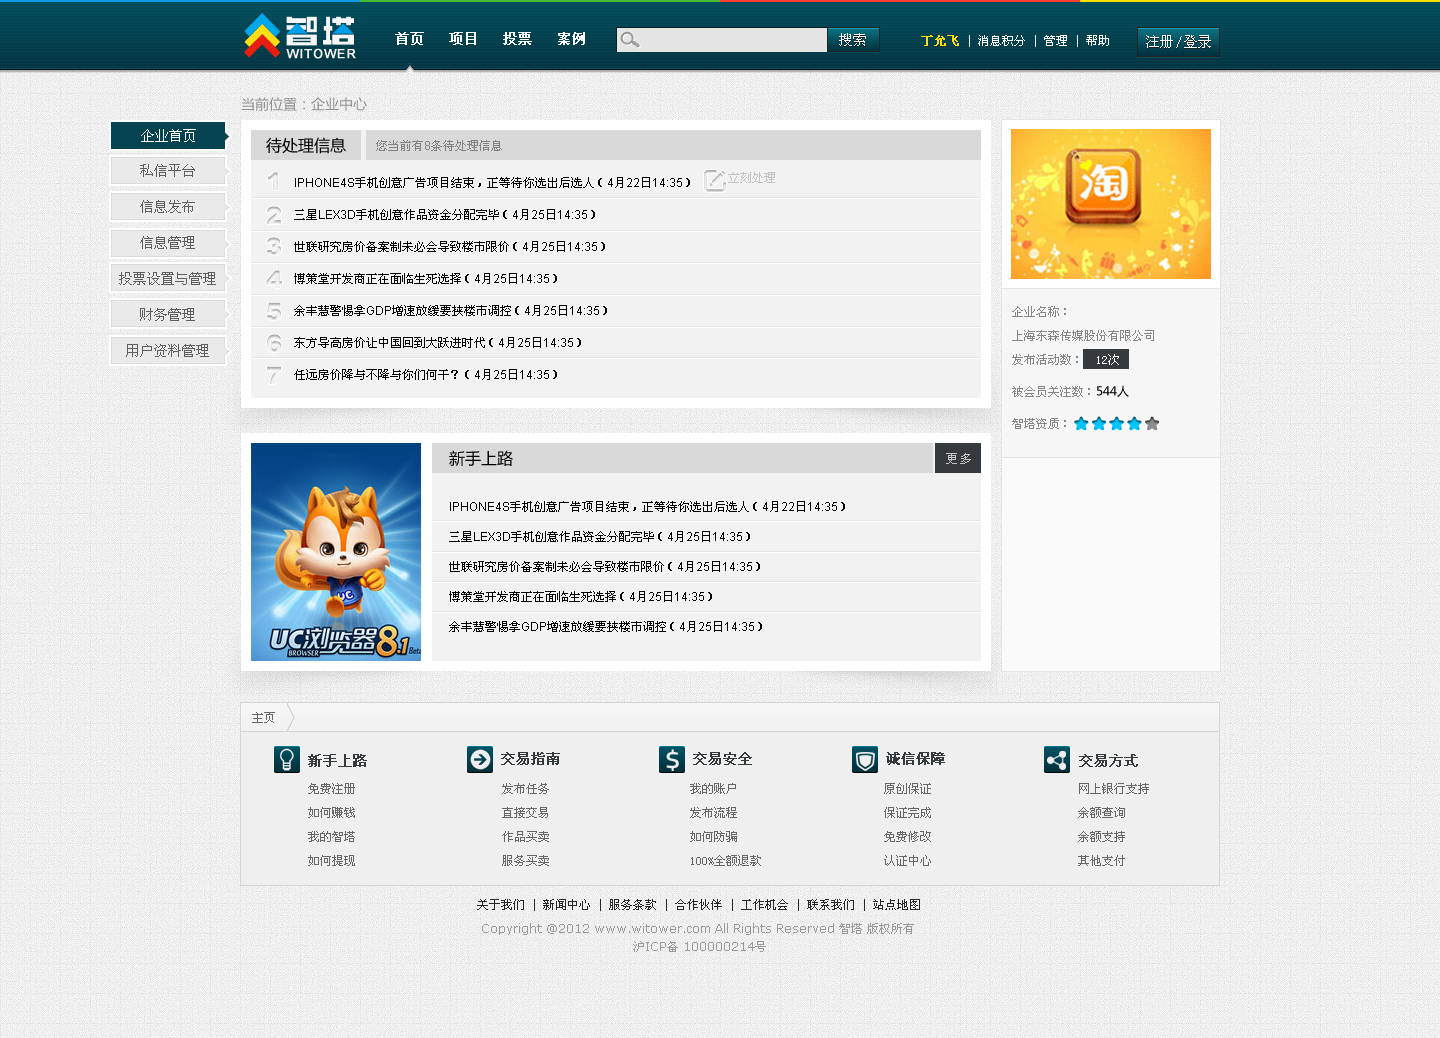 智塔
WITOWER
首页 项目 投票 案例 搜索 丁允飞 | 消息积分 | 管理 | 帮助 注册/登录
当前位置：企业中心
企业首页
私信平台
信息发布
信息管理
投票设置与管理
财务管理
用户资料管理
待处理信息 您当前有8条待处理信息
1 IPHONE4S手机创意广告项目结束，正等待你选出后选人（4月22日14:35） 立刻处理
2 三星LEX3D手机创意作品资金分配完毕（4月25日14:35）
3 世联研究房价备案制未必会导致楼市限价（4月25日14:35）
4 博策堂开发商正在面临生死选择（4月25日14:35）
5 余丰慧警惕拿GDP增速放缓要挟楼市调控（4月25日14:35）
6 东方导高房价让中国回到大跃进时代（4月25日14:35）
7 任远房价降与不降与你们何干？（4月25日14:35）
淘
企业名称：
上海东森传媒股份有限公司
发布活动数：12次
被会员关注数：544人
智塔资质：
UC浏览器8.1 Beta
BROWSER
新手上路 更多
IPHONE4S手机创意广告项目结束，正等待你选出后选人（4月22日14:35）
三星LEX3D手机创意作品资金分配完毕（4月25日14:35）
世联研究房价备案制未必会导致楼市限价（4月25日14:35）
博策堂开发商正在面临生死选择（4月25日14:35）
余丰慧警惕拿GDP增速放缓要挟楼市调控（4月25日14:35）
主页
新手上路 交易指南 交易安全 诚信保障 交易方式
免费注册 发布任务 我的账户 原创保证 网上银行支持
如何赚钱 直接交易 发布流程 保证完成 余额查询
我的智塔 作品买卖 如何防骗 免费修改 余额支持
如何提现 服务买卖 100%全额退款 认证中心 其他支付
关于我们 | 新闻中心 | 服务条款 | 合作伙伴 | 工作机会 | 联系我们 | 站点地图
Copyright @2012 www.witower.com All Rights Reserved 智塔 版权所有
沪ICP备 100000214号